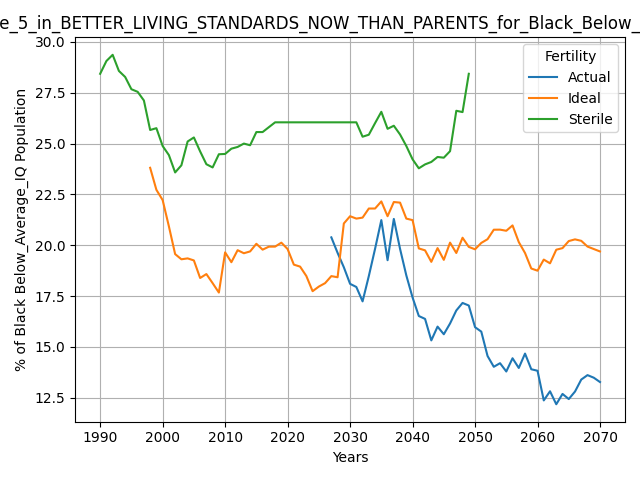 e_5_in_BETTER_LIVING_STANDARDS_NOW_THAN_PARENTS_for_Black_Below_
30.0
27.5
25.0
22.5
20.0
17.5
15.0
12.5
% of Black Below_Average_IQ Population
Fertility
Actual
Ideal
Sterile
1990 2000 2010 2020 2030 2040 2050 2060 2070
Years